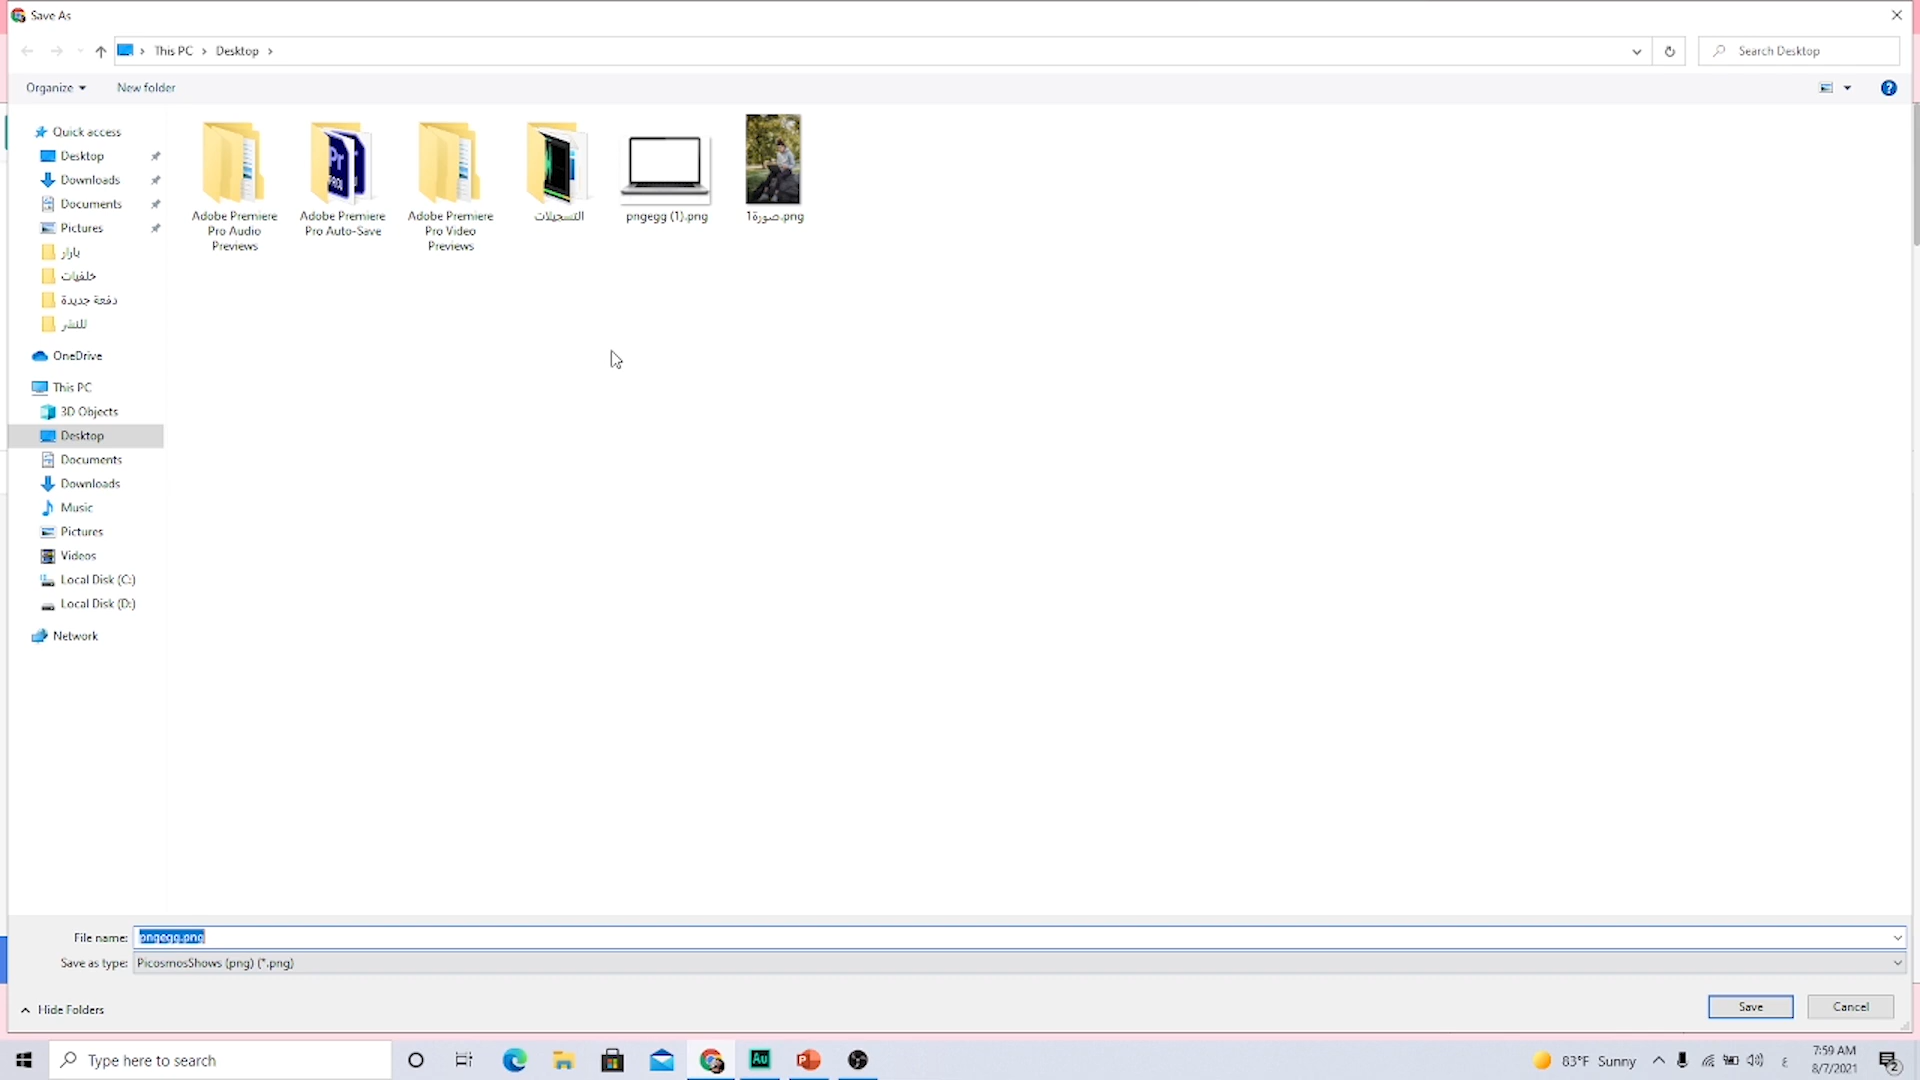 Save As
This PC
Desktop
Search Desktop
Organize
New folder
Quick access
Desktop
Downloads
Documents
Pictures
بازار
خلفيات
دفعة جديدة
للنشر
OneDrive
This PC
3D Objects
Desktop
Documents
Downloads
Music
Pictures
Videos
Local Disk (C:)
Local Disk (D:)
Network
Adobe Premiere
Pro Audio
Previews
Adobe Premiere
Pro Auto-Save
Adobe Premiere
Pro Video
Previews
التسجيلات
pngegg (1).png
صورة1.png
File name:
pngegg.png
Save as type:
PicosmosShows (png) (*.png)
Hide Folders
Save
Cancel
Type here to search
Au
83°F Sunny
ع
7:59 AM
8/7/2021
2